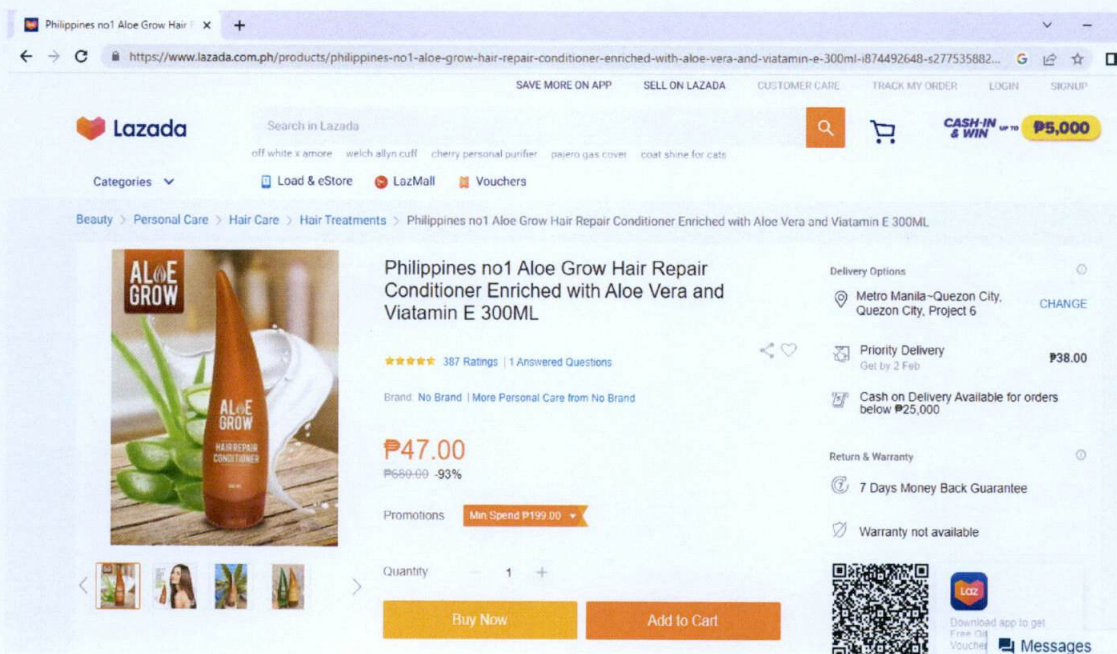 Philippines no1 Aloe Grow Hair
https://www.lazada.com.ph/products/philippines-no1-aloe-grow-hair-repair-conditioner-enriched-with-aloe-vera-and-viatamin-e-300ml-i874492648-s277535882...
SAVE MORE ON APP SELL ON LAZADA CUSTOMER CARE TRACK MY ORDER LOGIN SIGNUP
Lazada
Search in Lazada
CASH-IN & WIN UP TO ₱5,000
off white x amore welch allyn cuff cherry personal purifier pajero gas cover coat shine for cats
Categories Load & eStore LazMall Vouchers
Beauty > Personal Care > Hair Care > Hair Treatments > Philippines no1 Aloe Grow Hair Repair Conditioner Enriched with Aloe Vera and Viatamin E 300ML
ALOE
GROW
ALOE
GROW
HAIR REPAIR
CONDITIONER
Philippines no1 Aloe Grow Hair Repair
Conditioner Enriched with Aloe Vera and
Viatamin E 300ML
387 Ratings | 1 Answered Questions
Brand: No Brand | More Personal Care from No Brand
₱47.00
₱680.00 -93%
Promotions Min Spend ₱199.00
Quantity − 1 +
Buy Now Add to Cart
Delivery Options
Metro Manila~Quezon City,
Quezon City, Project 6
CHANGE
Priority Delivery ₱38.00
Get by 2 Feb
Cash on Delivery Available for orders
below ₱25,000
Return & Warranty
7 Days Money Back Guarantee
Warranty not available
Laz
Download app to get
Free Gift
Voucher
Messages